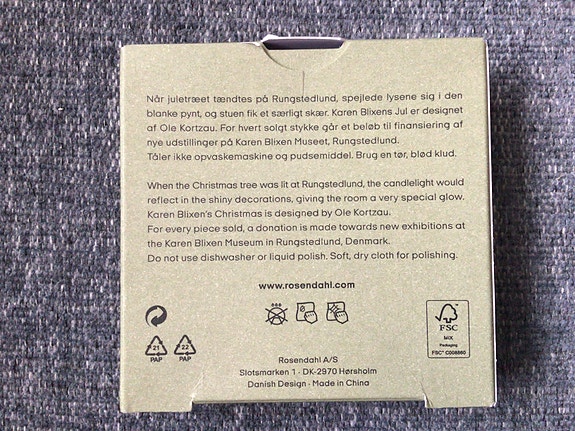 Når juletræet tændtes på Rungstedlund, spejlede lysene sig i den
blanke pynt, og stuen fik et særligt skær. Karen Blixens Jul er designet
af Ole Kortzau. For hvert solgt stykke går et beløb til finansiering af
nye udstillinger på Karen Blixen Museet, Rungstedlund.
Tåler ikke opvaskemaskine og pudsemiddel. Brug en tør, blød klud.
When the Christmas tree was lit at Rungstedlund, the candlelight would
reflect in the shiny decorations, giving the room a very special glow.
Karen Blixen's Christmas is designed by Ole Kortzau.
For every piece sold, a donation is made towards new exhibitions at
the Karen Blixen Museum in Rungstedlund, Denmark.
Do not use dishwasher or liquid polish. Soft, dry cloth for polishing.
www.rosendahl.com
21
PAP
22
PAP
Rosendahl A/S
Slotsmarken 1 · DK-2970 Hørsholm
Danish Design · Made in China
FSC
MIX
Packaging
FSC® C008860